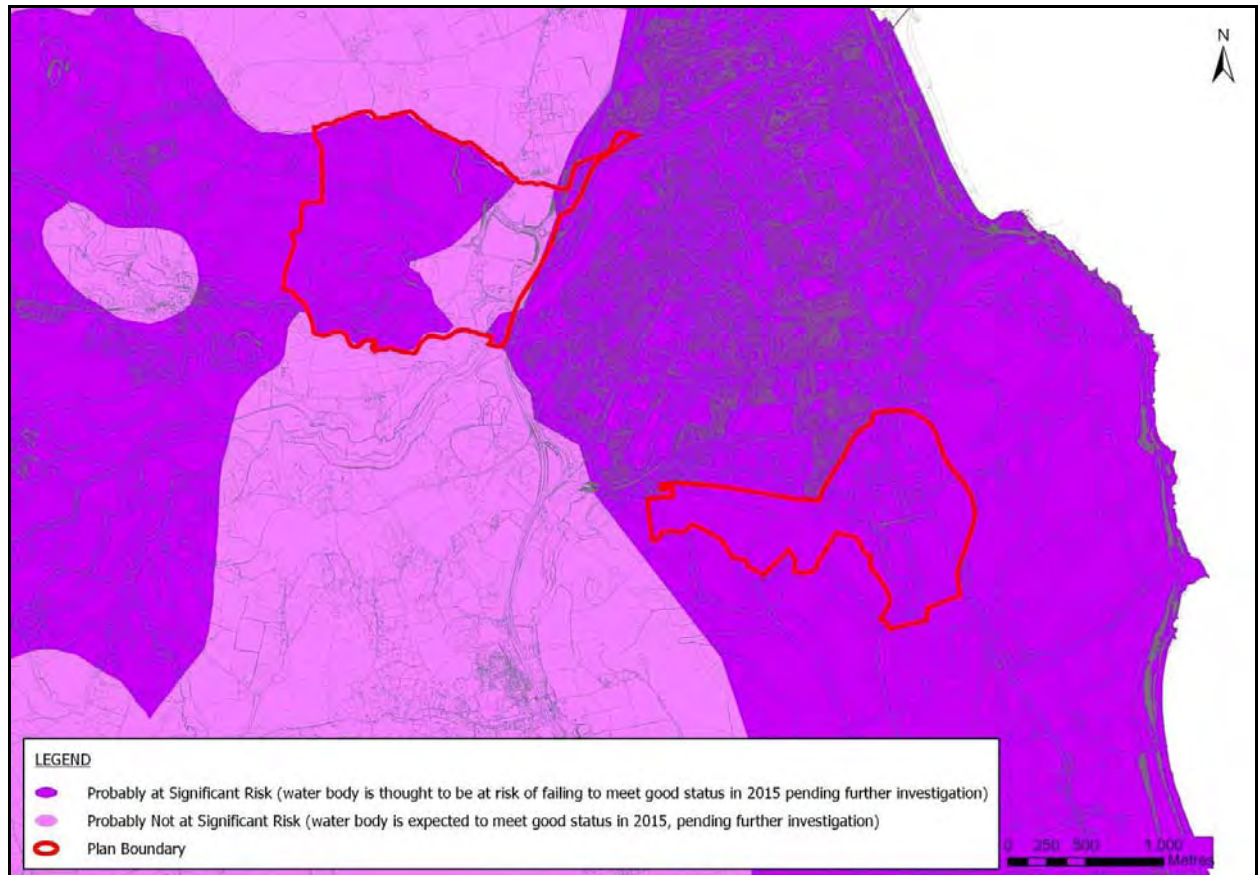 N
LEGEND
Probably at Significant Risk (water body is thought to be at risk of failing to meet good status in 2015 pending further investigation)
Probably Not at Significant Risk (water body is expected to meet good status in 2015, pending further investigation)
Plan Boundary
0 250 500 1,000
Metres